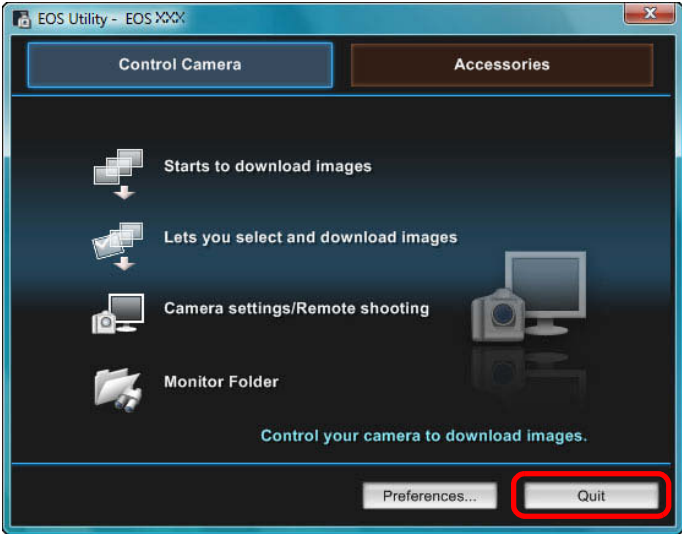 EOS Utility - EOS XXX
Control Camera
Accessories
Starts to download images
Lets you select and download images
Camera settings/Remote shooting
Monitor Folder
Control your camera to download images.
Preferences...
Quit